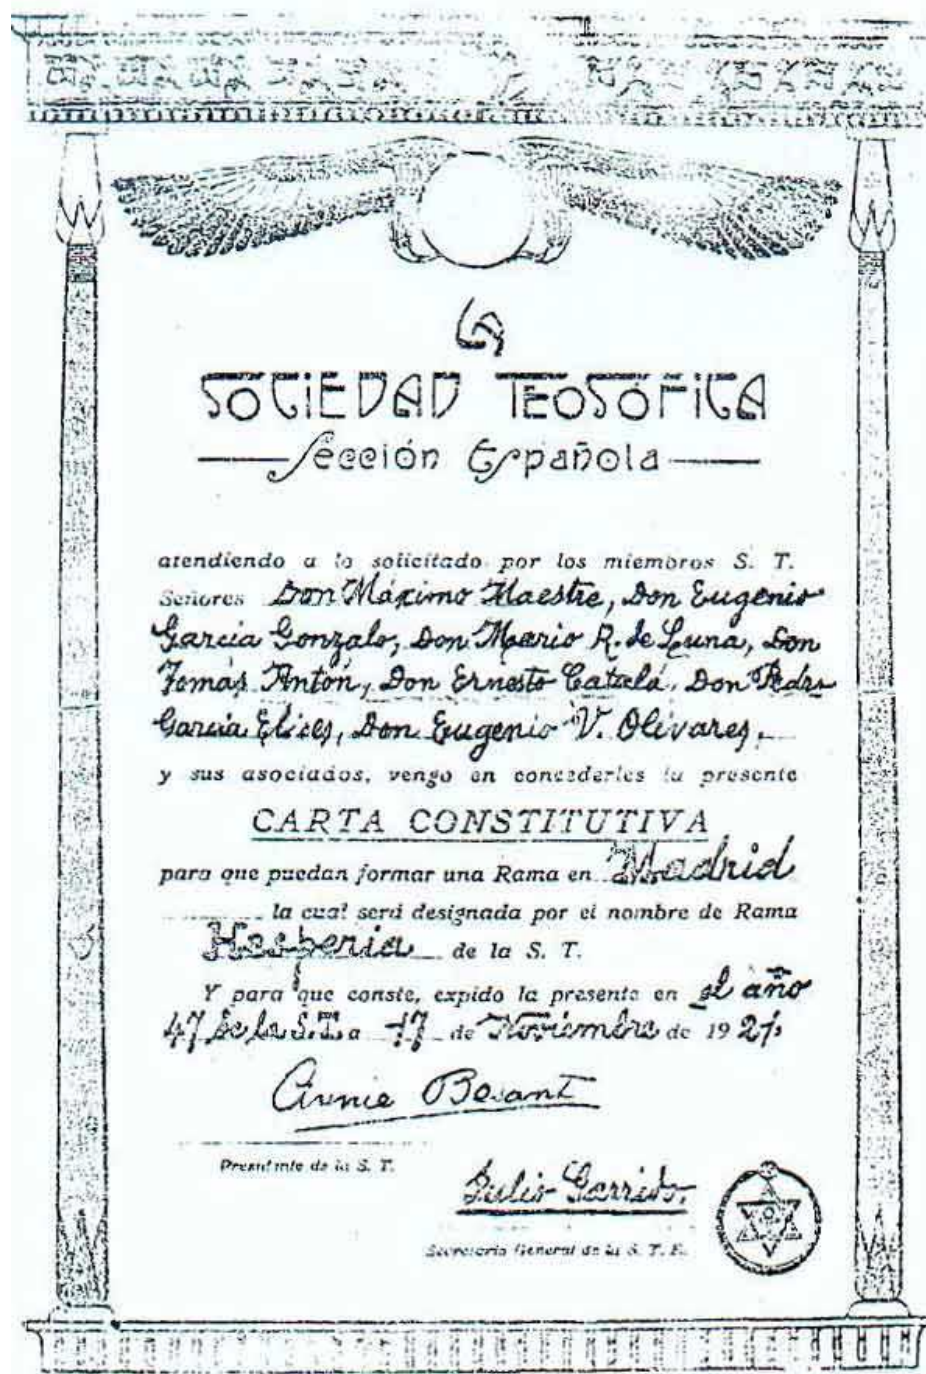 La
SOCIEDAD TEOSÓFICA
Sección Española
atendiendo a lo solicitado por los miembros S. T.
Señores Don Máximo Maestre, Don Eugenio
García Gonzalo, Don Mario R. de Luna, Don
Tomás Antón, Don Ernesto Catalá, Don Pedro
García Elices, Don Eugenio V. Olivares,
y sus asociados, vengo en concederles la presente
CARTA CONSTITUTIVA
para que puedan formar una Rama en Madrid
la cual será designada por el nombre de Rama
Hesperia de la S. T.
Y para que conste, expido la presente en el año
47 de la S.T. a 17 de Noviembre de 1921
Annie Besant
Presidente de la S. T.
Julio Garrido.
Secretario General de la S. T. E.